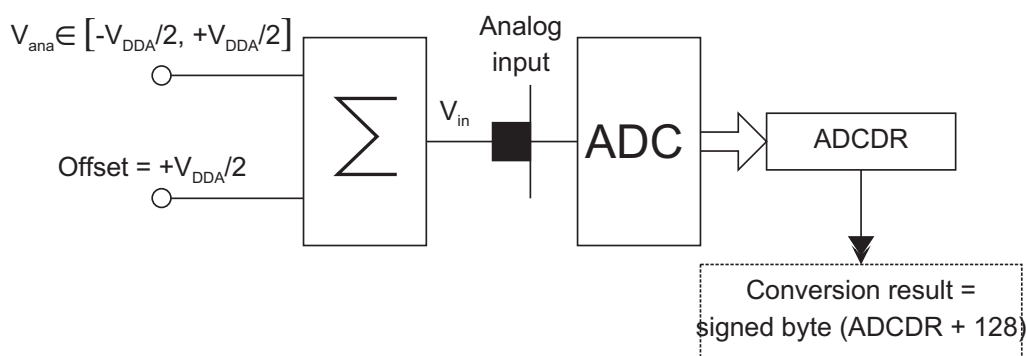 V_ana ∈ [-V_DDA/2, +V_DDA/2]
Offset = +V_DDA/2
∑
V_in
Analog
input
ADC
ADCDR
Conversion result =
signed byte (ADCDR + 128)